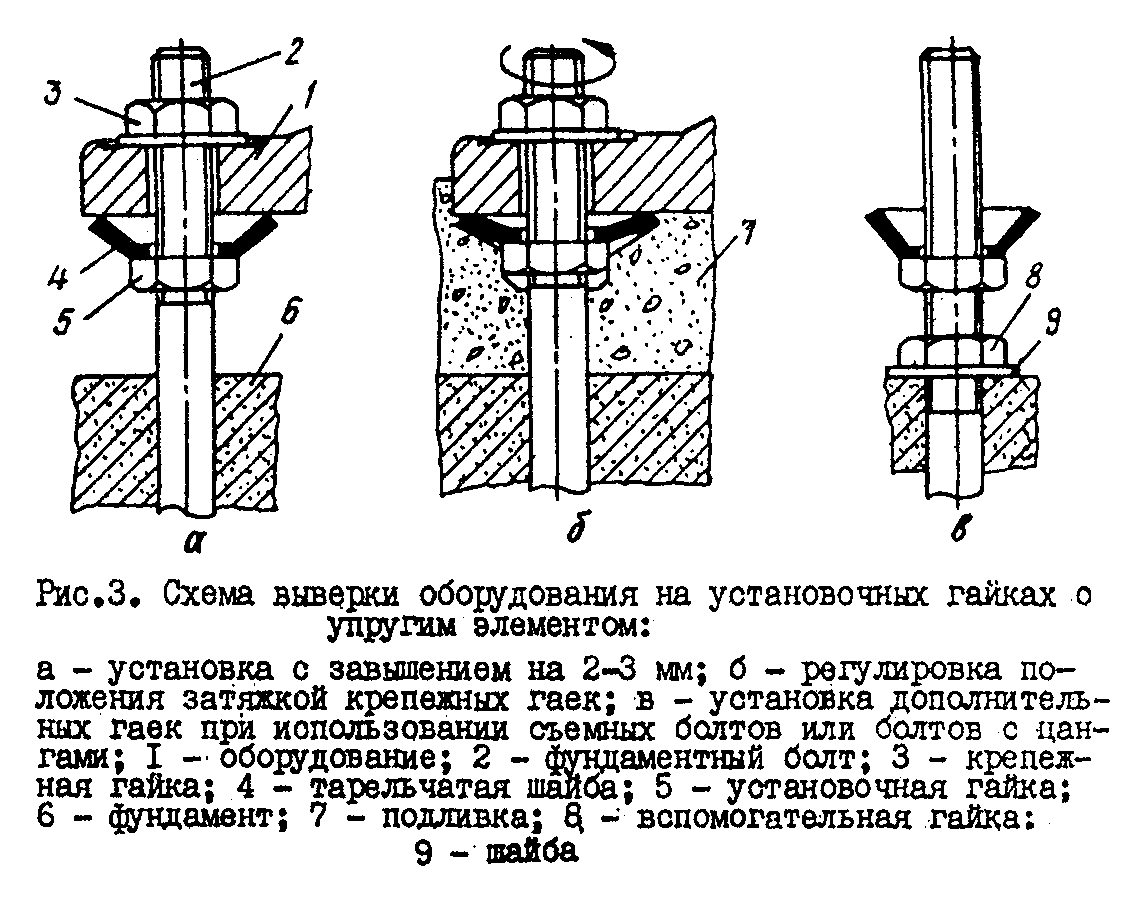 2
3
1
4
5
6
7
8
9
а
б
в
Рис.3. Схема выверки оборудования на установочных гайках с
упругим элементом:
а – установка с завышением на 2–3 мм; б – регулировка по-
ложения затяжкой крепежных гаек; в – установка дополнитель-
ных гаек при использовании съемных болтов или болтов с цан-
гами; I – оборудование; 2 – фундаментный болт; 3 – крепеж-
ная гайка; 4 – тарельчатая шайба; 5 – установочная гайка;
6 – фундамент; 7 – подливка; 8 – вспомогательная гайка:
9 – шайба